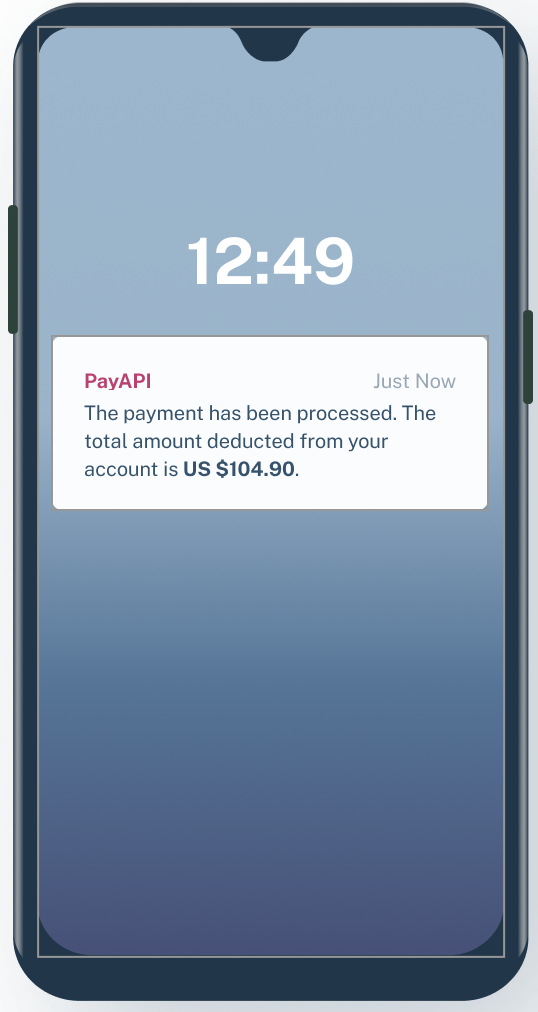 12:49
PayAPI Just Now
The payment has been processed. The
total amount deducted from your
account is US $104.90.